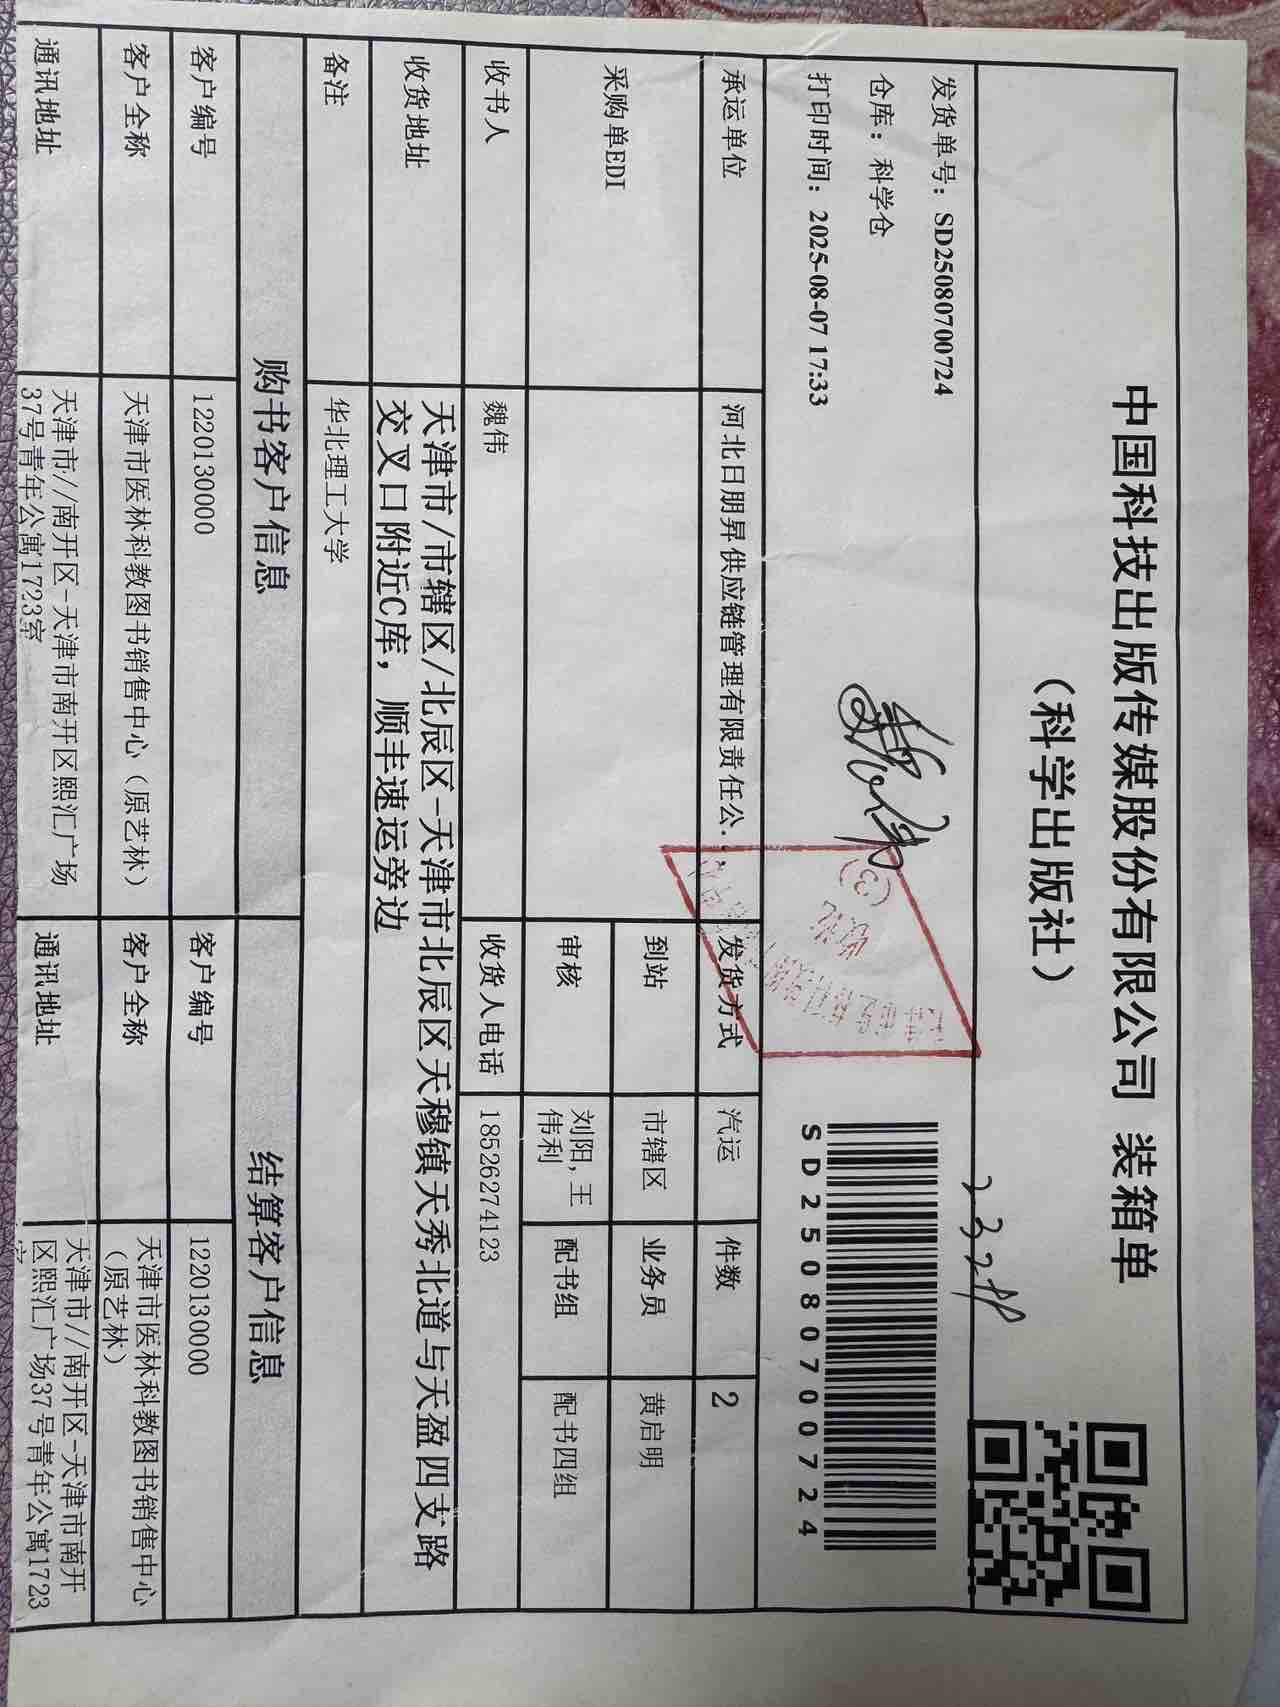 中国科技出版传媒股份有限公司 装箱单
（科学出版社）
发货单号：SD25080700724
仓库：科学仓
打印时间：2025-08-07 17:33
SD25080700724
承运单位 河北日朋昇供应链管理有限责任公... 发货方式 汽运 件数 2
采购单EDI 到站 市辖区 业务员 黄启明
审核 刘阳,王伟利 配书组 配书四组
收书人 魏伟 收货人电话 18526274123
收货地址 天津市/市辖区/北辰区-天津市北辰区天穆镇天秀北道与天盈四支路
交叉口附近C库，顺丰速运旁边
备注 华北理工大学
购书客户信息 结算客户信息
客户编号 1220130000 客户编号 1220130000
客户全称 天津市医林科教图书销售中心（原艺林） 客户全称 天津市医林科教图书销售中心
（原艺林）
通讯地址 天津市//南开区-天津市南开区熙汇广场 通讯地址 天津市//南开区-天津市南开
37号青年公寓1723室 区熙汇广场37号青年公寓1723